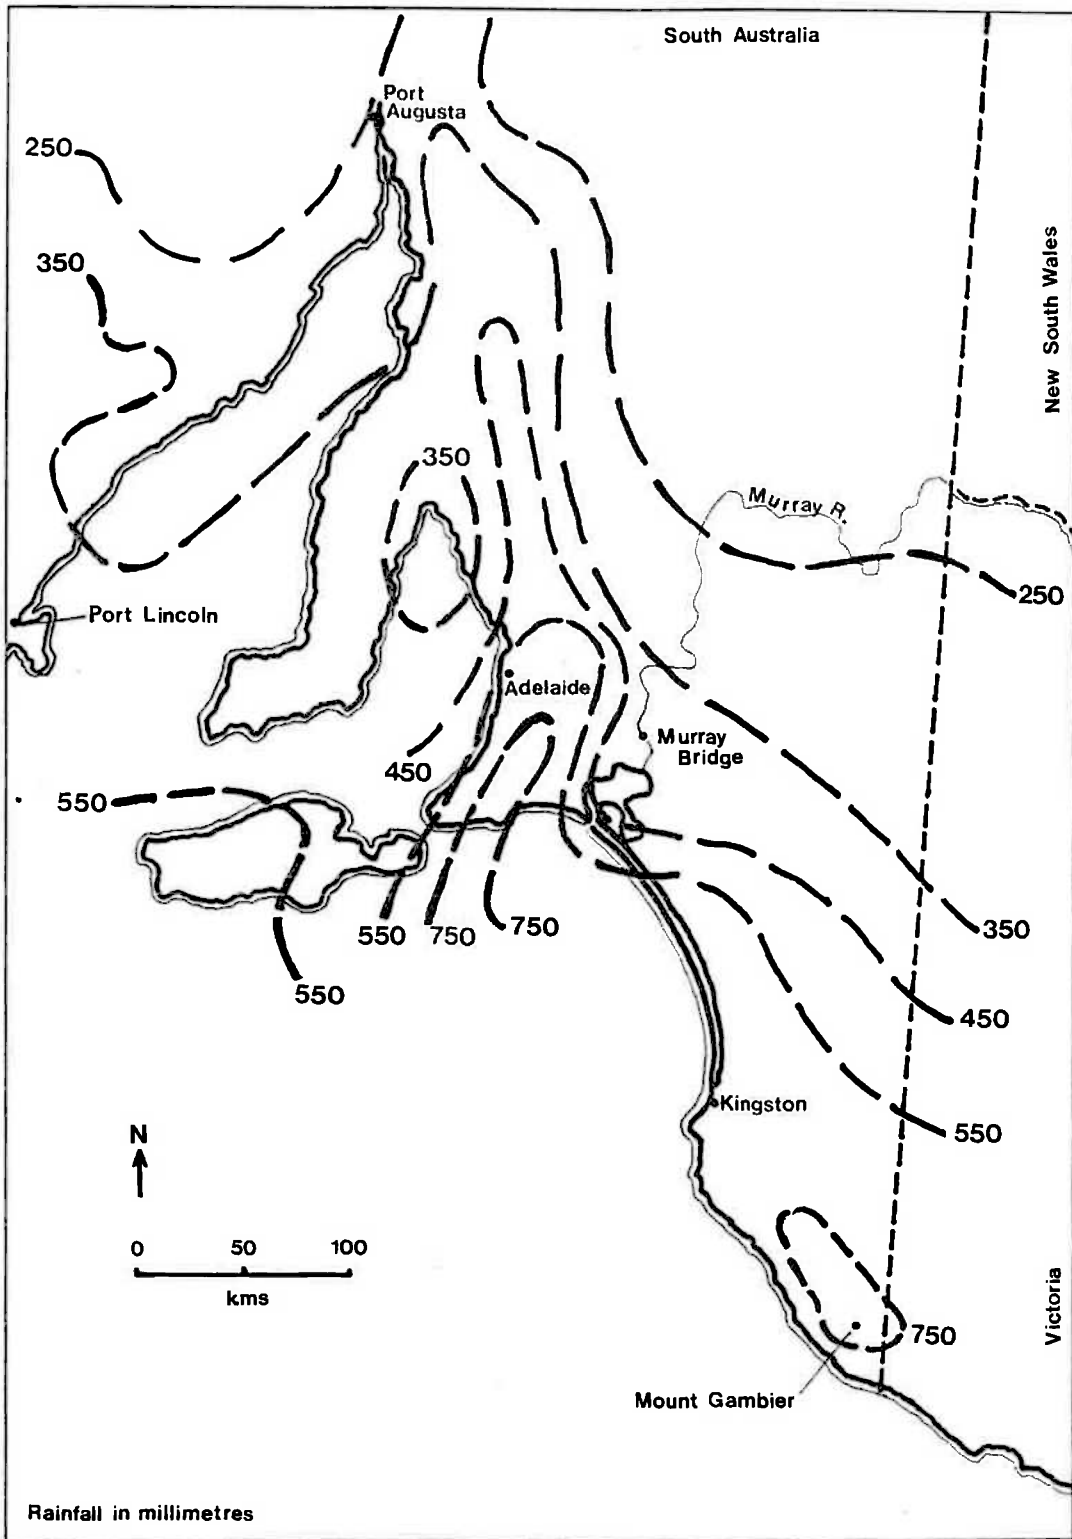 South Australia
Port
Augusta
250
350
New South Wales
350
Murray R.
250
Port Lincoln
Adelaide
Murray
Bridge
450
550
550
750
750
350
550
450
Kingston
550
N
0 50 100
kms
Victoria
750
Mount Gambier
Rainfall in millimetres